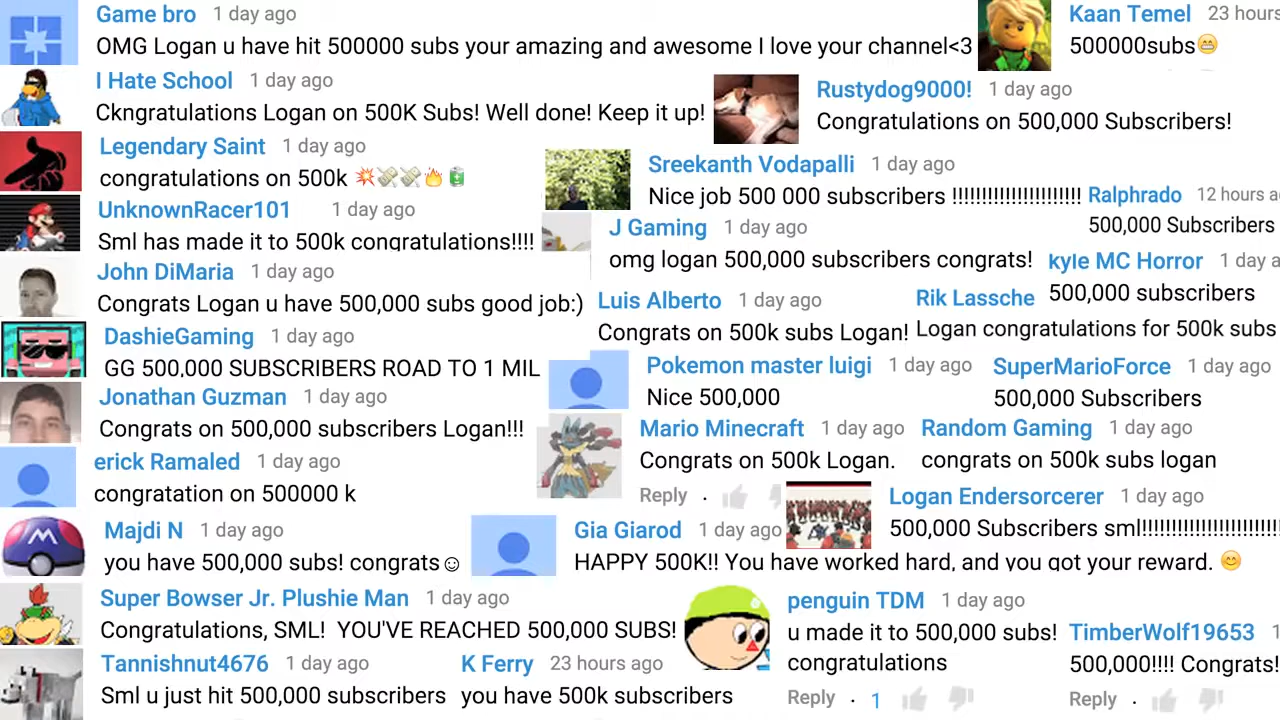 Game bro 1 day ago
OMG Logan u have hit 500000 subs your amazing and awesome I love your channel<3
Kaan Temel 23 hours
500000subs😁
I Hate School 1 day ago
Ckngratulations Logan on 500K Subs! Well done! Keep it up!
Rustydog9000! 1 day ago
Congratulations on 500,000 Subscribers!
Legendary Saint 1 day ago
congratulations on 500k 💥💸💸🔥🔋
Sreekanth Vodapalli 1 day ago
Nice job 500 000 subscribers !!!!!!!!!!!!!!!!!!!!!!
Ralphrado 12 hours a
500,000 Subscribers
UnknownRacer101 1 day ago
Sml has made it to 500k congratulations!!!!
J Gaming 1 day ago
omg logan 500,000 subscribers congrats!
kyle MC Horror 1 day a
500,000 subscribers
John DiMaria 1 day ago
Congrats Logan u have 500,000 subs good job:)
Luis Alberto 1 day ago
Congrats on 500k subs Logan!
Rik Lassche
Logan congratulations for 500k subs
DashieGaming 1 day ago
GG 500,000 SUBSCRIBERS ROAD TO 1 MIL
Pokemon master luigi 1 day ago
Nice 500,000
SuperMarioForce 1 day ago
500,000 Subscribers
Jonathan Guzman 1 day ago
Congrats on 500,000 subscribers Logan!!!
Mario Minecraft 1 day ago
Congrats on 500k Logan.
Reply ·
Random Gaming 1 day ago
congrats on 500k subs logan
erick Ramaled 1 day ago
congratation on 500000 k
Logan Endersorcerer 1 day ago
500,000 Subscribers sml!!!!!!!!!!!!!!!!!!!!!!!
Majdi N 1 day ago
you have 500,000 subs! congrats☺
Gia Giarod 1 day ago
HAPPY 500K!! You have worked hard, and you got your reward. 😊
Super Bowser Jr. Plushie Man 1 day ago
Congratulations, SML! YOU'VE REACHED 500,000 SUBS!
penguin TDM 1 day ago
u made it to 500,000 subs!
congratulations
Reply · 1
TimberWolf19653 1
500,000!!!! Congrats!
Reply ·
Tannishnut4676 1 day ago
Sml u just hit 500,000 subscribers
K Ferry 23 hours ago
you have 500k subscribers